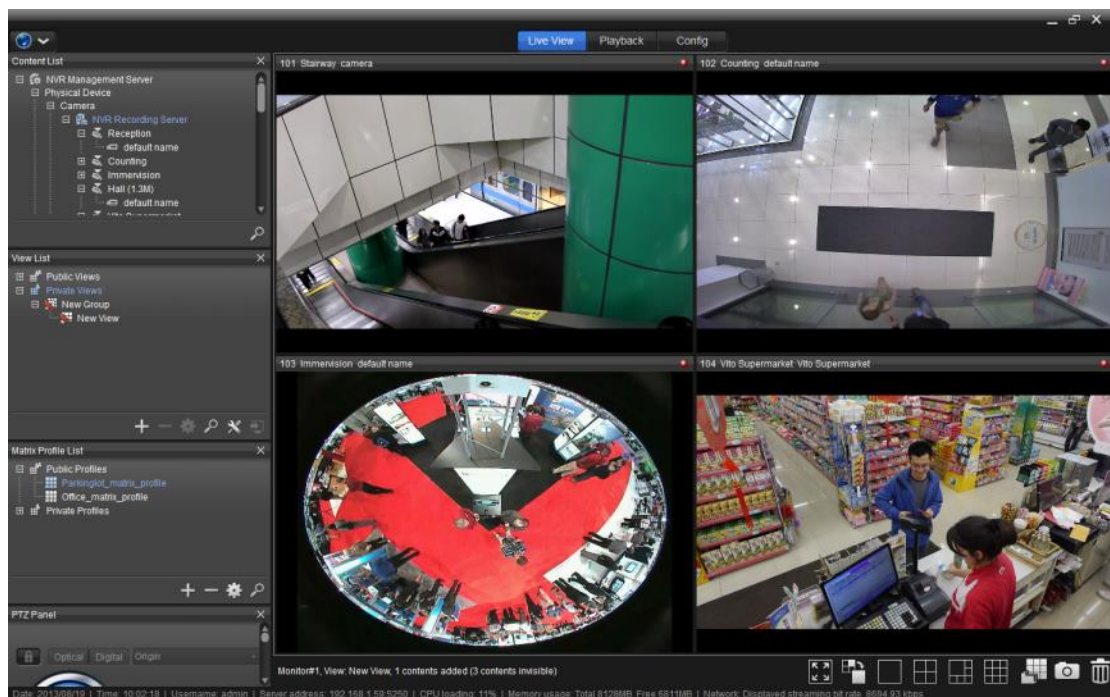 Live View Playback Config
Content List
NVR Management Server
Physical Device
Camera
NVR Recording Server
Reception
default name
Counting
Immervision
Hall (1.3M)
default name
Vito Supermarket
View List
Public Views
Private Views
New Group
New View
Matrix Profile List
Public Profiles
Parkinglot_matrix_profile
Office_matrix_profile
Private Profiles
PTZ Panel
Optical Digital Origin
101 Stairway camera
102 Counting default name
103 Immervision default name
104 Vito Supermarket Vito Supermarket
Monitor#1, View: New View, 1 contents added (3 contents invisible)
Date: 2013/08/19 | Time: 10:02:18 | Username: admin | Server address: 192.168.1.59:5250 | CPU loading: 11% | Memory usage: Total 8128MB, Free 6811MB | Network: Displayed streaming bit rate, 8694.93 kbps